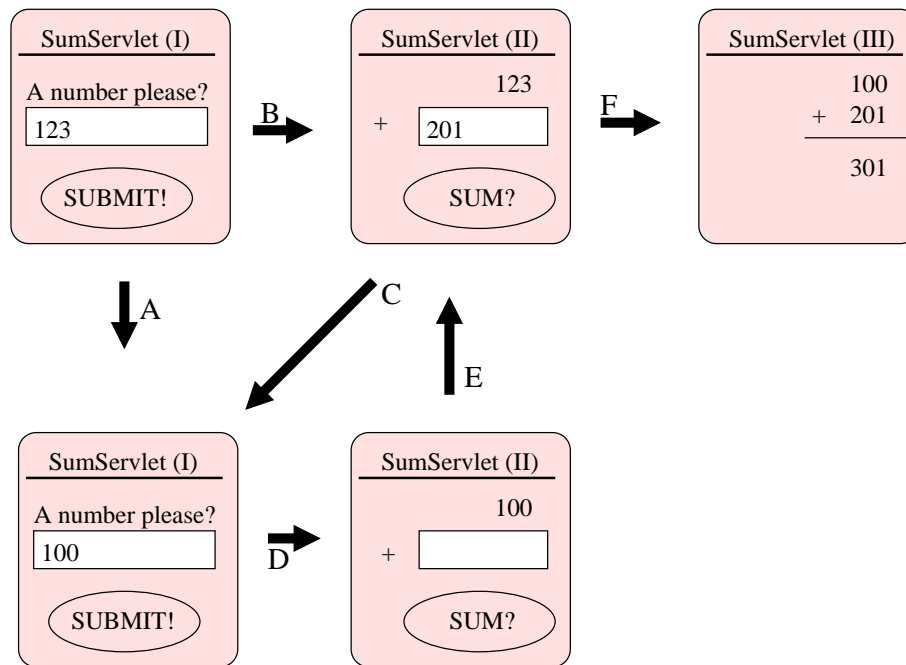 SumServlet (I)
A number please?
123
SUBMIT!
B
SumServlet (II)
123
+ 201
SUM?
F
SumServlet (III)
100
+ 201
301
A
C
E
SumServlet (I)
A number please?
100
SUBMIT!
D
SumServlet (II)
100
+
SUM?